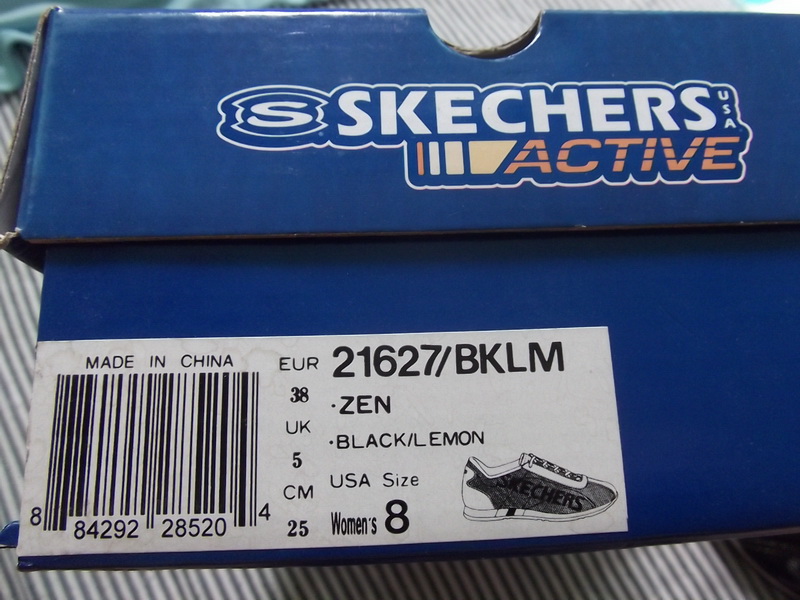 S SKECHERS USA
ACTIVE
MADE IN CHINA
8 84292 28520 4
EUR
38
UK
5
CM
25
21627/BKLM
·ZEN
·BLACK/LEMON
USA Size
Women's 8
SKECHERS